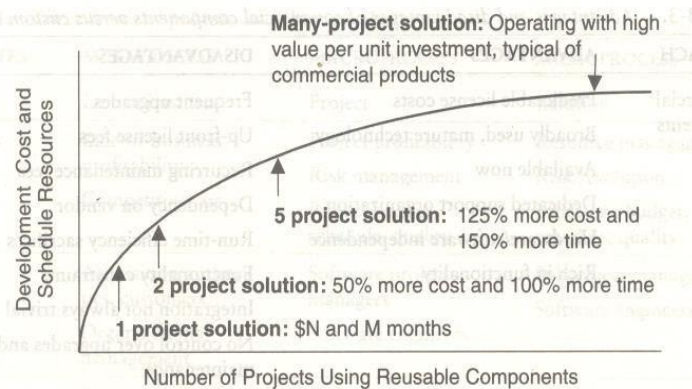 Many-project solution: Operating with high
value per unit investment, typical of
commercial products
Development Cost and
Schedule Resources
5 project solution: 125% more cost and
150% more time
2 project solution: 50% more cost and 100% more time
1 project solution: $N and M months
Number of Projects Using Reusable Components